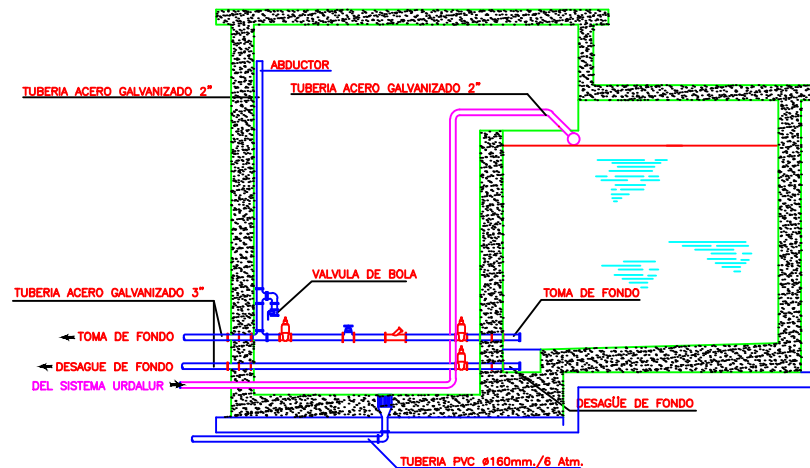 ABDUCTOR
TUBERIA ACERO GALVANIZADO 2"
TUBERIA ACERO GALVANIZADO 2"
VALVULA DE BOLA
TUBERIA ACERO GALVANIZADO 3"
TOMA DE FONDO
TOMA DE FONDO
DESAGUE DE FONDO
DEL SISTEMA URDALUR
DESAGÜE DE FONDO
TUBERIA PVC ø160mm./6 Atm.